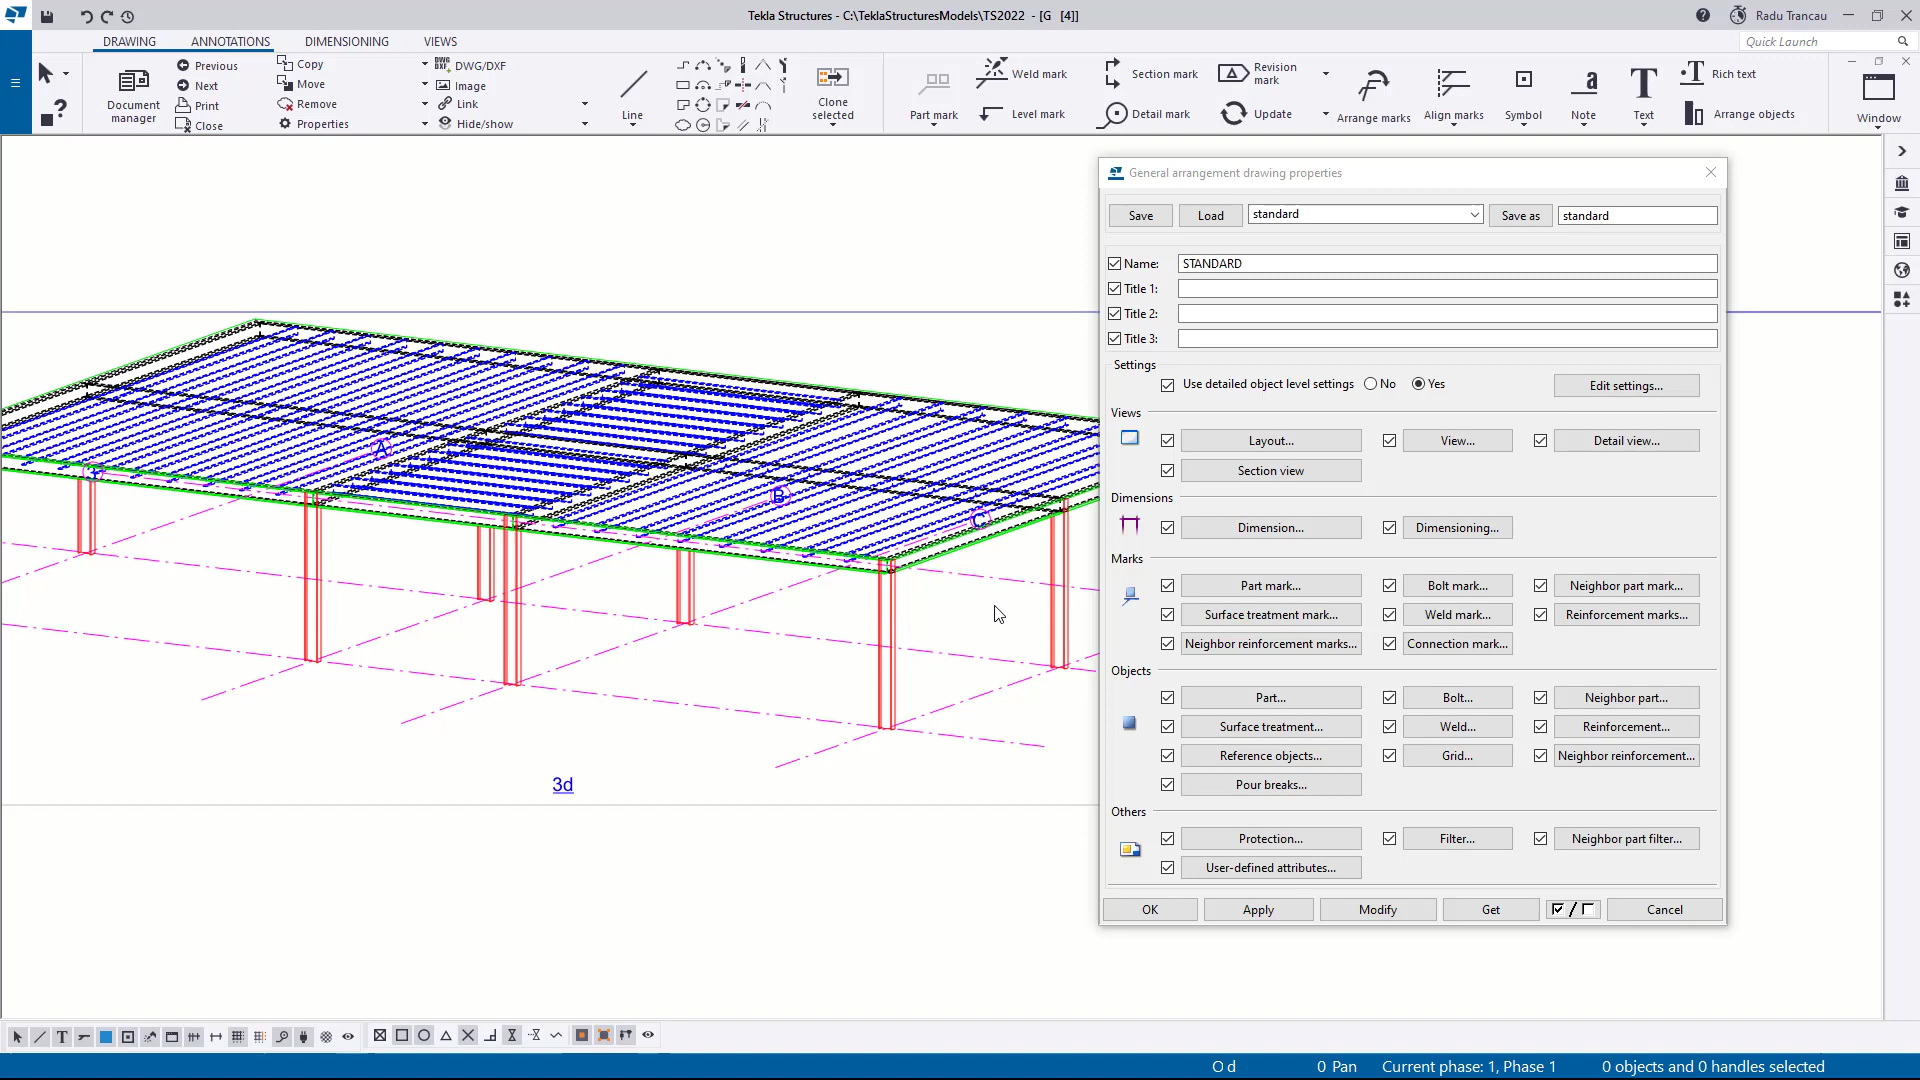 Tekla Structures - C:\TeklaStructuresModels\TS2022 - [G [4]]
Radu Trancau
DRAWING ANNOTATIONS DIMENSIONING VIEWS
Quick Launch
Document manager
Previous
Next
Print
Close
Copy
Move
Remove
Properties
DWG/DXF
Image
Link
Hide/show
Line
Clone selected
Part mark
Weld mark
Level mark
Section mark
Detail mark
Revision mark
Update
Arrange marks
Align marks
Symbol
Note
Text
Rich text
Arrange objects
Window
General arrangement drawing properties
Save Load standard Save as standard
Name: STANDARD
Title 1:
Title 2:
Title 3:
Settings
Use detailed object level settings No Yes Edit settings...
Views
Layout... View... Detail view...
Section view
Dimensions
Dimension... Dimensioning...
Marks
Part mark... Bolt mark... Neighbor part mark...
Surface treatment mark... Weld mark... Reinforcement marks...
Neighbor reinforcement marks... Connection mark...
Objects
Part... Bolt... Neighbor part...
Surface treatment... Weld... Reinforcement...
Reference objects... Grid... Neighbor reinforcement...
Pour breaks...
Others
Protection... Filter... Neighbor part filter...
User-defined attributes...
OK Apply Modify Get Cancel
A
B
C
3d
O d 0 Pan Current phase: 1, Phase 1 0 objects and 0 handles selected